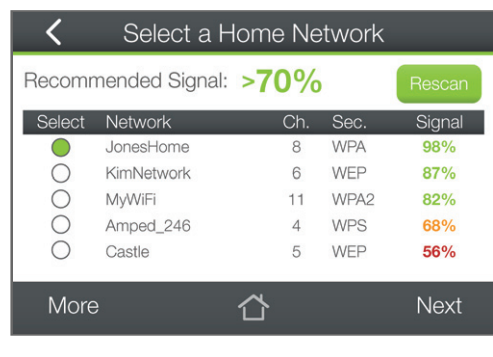 Select a Home Network
Recommended Signal: >70% Rescan
Select Network Ch. Sec. Signal
JonesHome 8 WPA 98%
KimNetwork 6 WEP 87%
MyWiFi 11 WPA2 82%
Amped_246 4 WPS 68%
Castle 5 WEP 56%
More Next